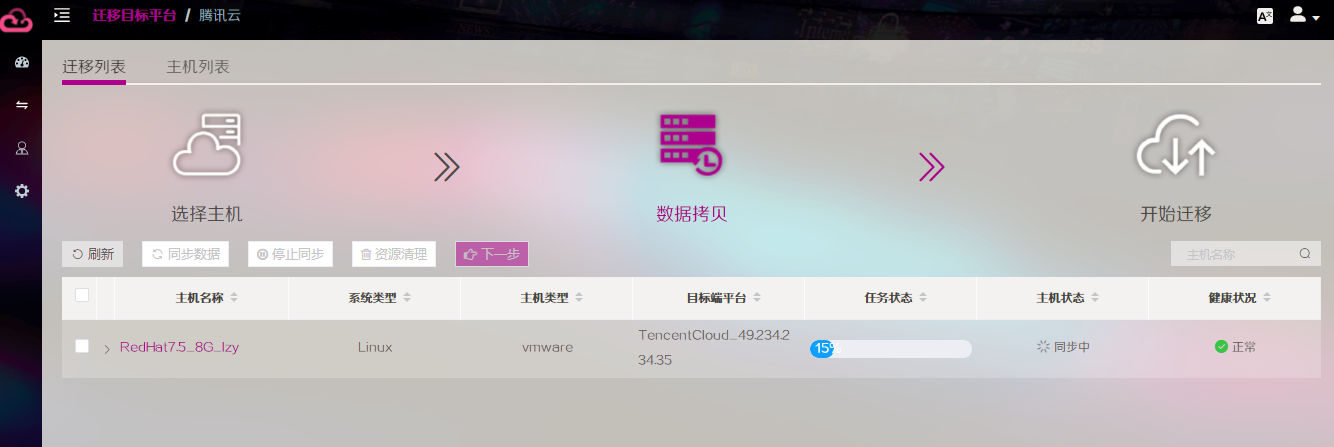 迁移目标平台 / 腾讯云
A文
迁移列表 主机列表
选择主机 数据拷贝 开始迁移
刷新 同步数据 停止同步 资源清理 下一步 主机名称
主机名称 系统类型 主机类型 目标端平台 任务状态 主机状态 健康状况
RedHat7.5_8G_lzy Linux vmware TencentCloud_49.234.2 15% 同步中 正常
34.35